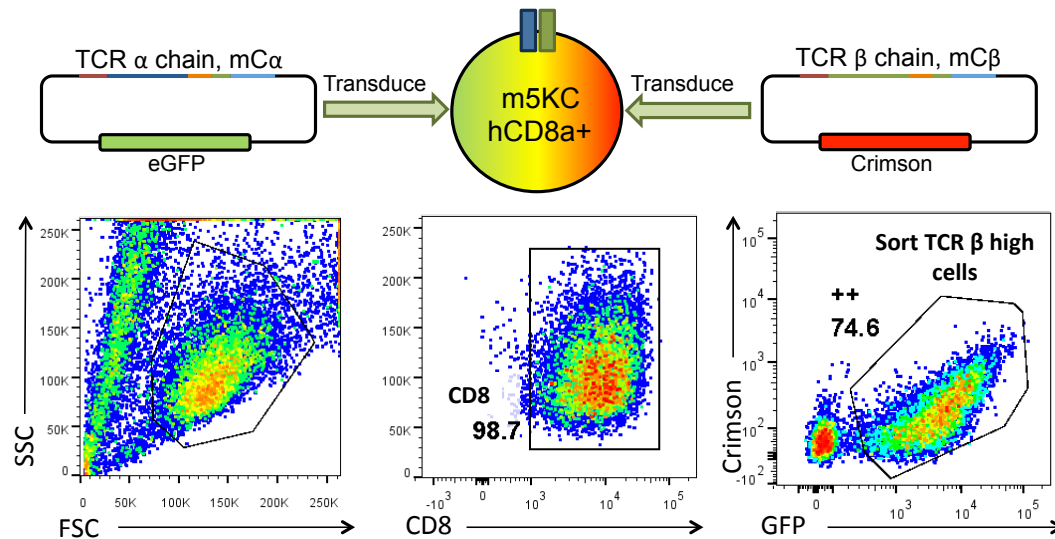 TCR α chain, mCα
eGFP
Transduce
m5KC
hCD8a+
Transduce
TCR β chain, mCβ
Crimson
SSC
250K
200K
150K
100K
50K
0
0 50K 100K 150K 200K 250K
FSC
250K
200K
150K
100K
50K
0
CD8
98.7
-10³ 0 10³ 10⁴ 10⁵
CD8
Crimson
10⁵
10⁴
10³
10²
-10²
Sort TCR β high
cells
++
74.6
0 10³ 10⁴ 10⁵
GFP